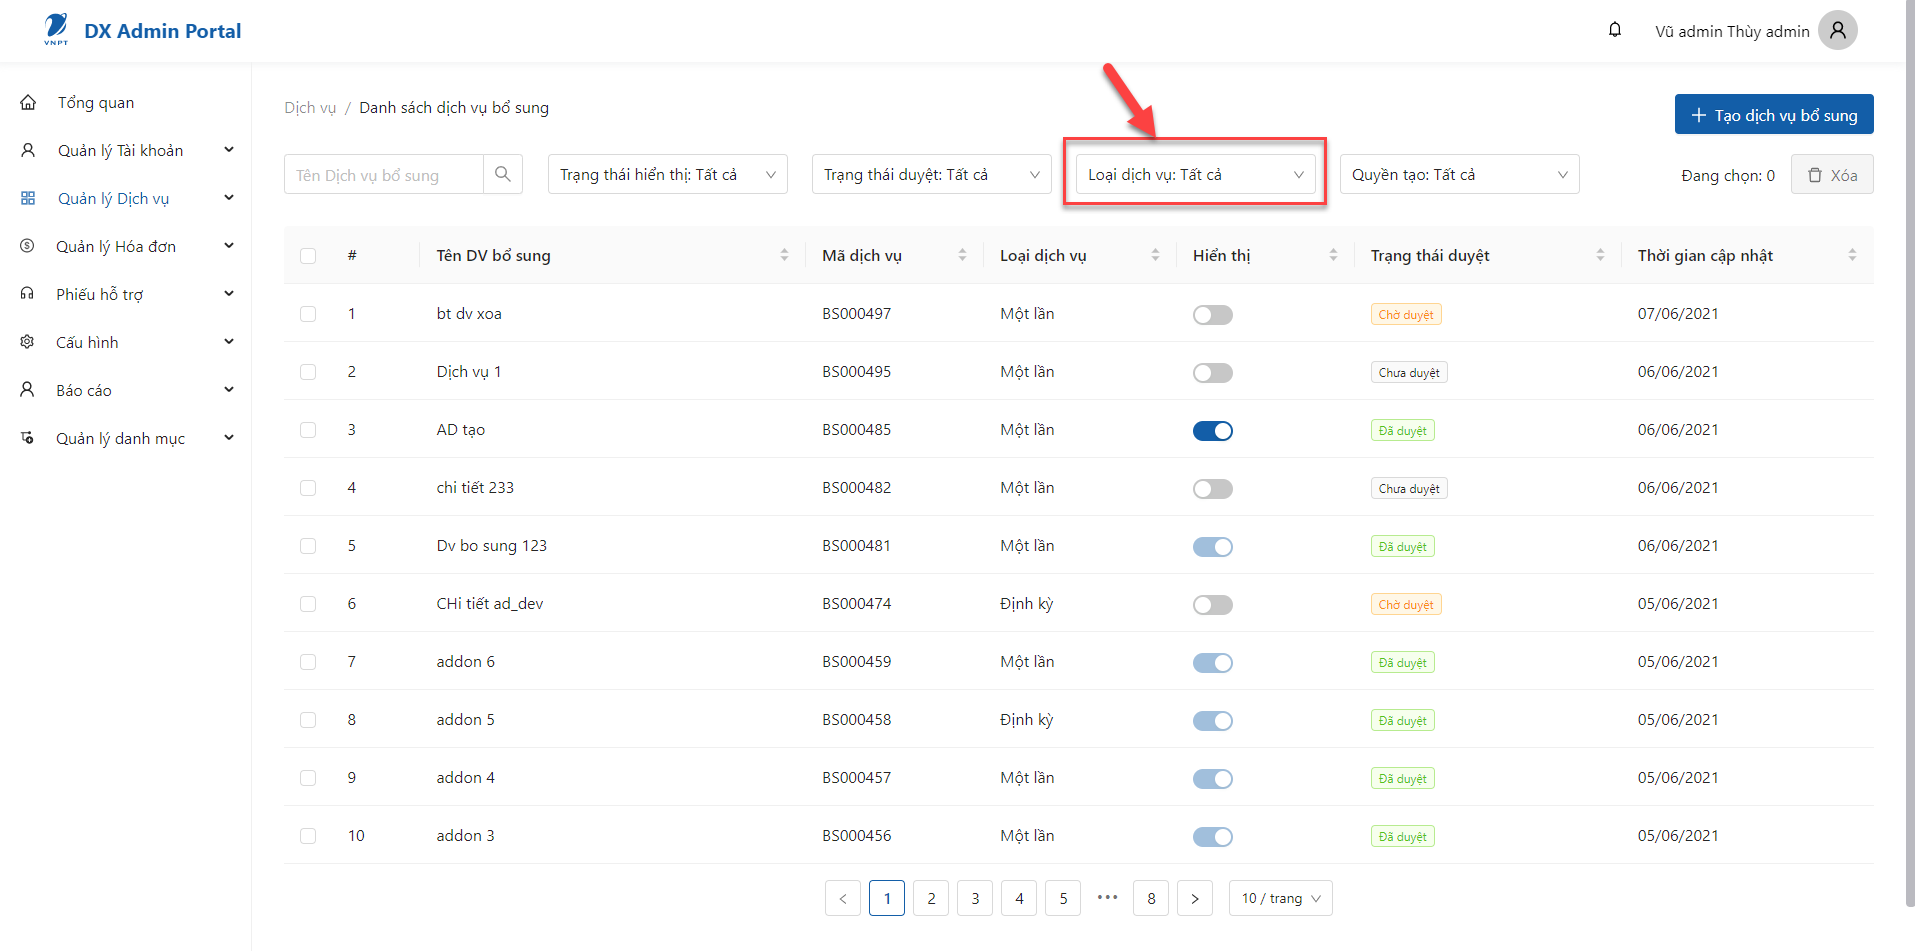 VNPT
DX Admin Portal
Vũ admin Thùy admin
Tổng quan
Quản lý Tài khoản
Quản lý Dịch vụ
Quản lý Hóa đơn
Phiếu hỗ trợ
Cấu hình
Báo cáo
Quản lý danh mục
Dịch vụ / Danh sách dịch vụ bổ sung
+ Tạo dịch vụ bổ sung
Tên Dịch vụ bổ sung
Trạng thái hiển thị: Tất cả
Trạng thái duyệt: Tất cả
Loại dịch vụ: Tất cả
Quyền tạo: Tất cả
Đang chọn: 0
Xóa
# Tên DV bổ sung Mã dịch vụ Loại dịch vụ Hiển thị Trạng thái duyệt Thời gian cập nhật
1 bt dv xoa BS000497 Một lần Chờ duyệt 07/06/2021
2 Dịch vụ 1 BS000495 Một lần Chưa duyệt 06/06/2021
3 AD tạo BS000485 Một lần Đã duyệt 06/06/2021
4 chi tiết 233 BS000482 Một lần Chưa duyệt 06/06/2021
5 Dv bo sung 123 BS000481 Một lần Đã duyệt 06/06/2021
6 CHi tiết ad_dev BS000474 Định kỳ Chờ duyệt 05/06/2021
7 addon 6 BS000459 Một lần Đã duyệt 05/06/2021
8 addon 5 BS000458 Định kỳ Đã duyệt 05/06/2021
9 addon 4 BS000457 Một lần Đã duyệt 05/06/2021
10 addon 3 BS000456 Một lần Đã duyệt 05/06/2021
< 1 2 3 4 5 ••• 8 > 10 / trang